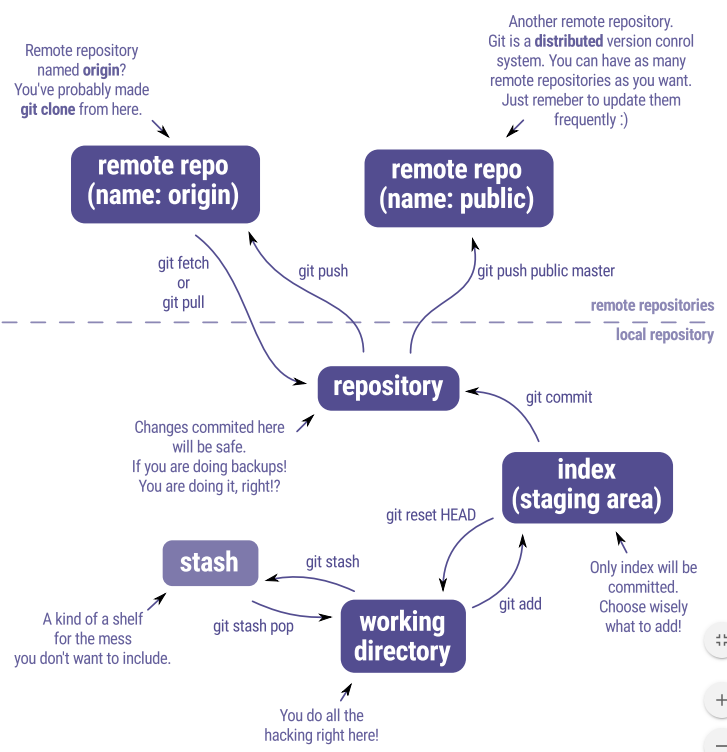 Remote repository
named origin?
You've probably made
git clone from here.
Another remote repository.
Git is a distributed version conrol
system. You can have as many
remote repositories as you want.
Just remeber to update them
frequently :)
remote repo
(name: origin)
remote repo
(name: public)
git fetch
or
git pull
git push
git push public master
remote repositories
local repository
repository
git commit
Changes commited here
will be safe.
If you are doing backups!
You are doing it, right!?
index
(staging area)
git reset HEAD
stash
git stash
Only index will be
committed.
Choose wisely
what to add!
git add
A kind of a shelf
for the mess
you don't want to include.
git stash pop
working
directory
You do all the
hacking right here!